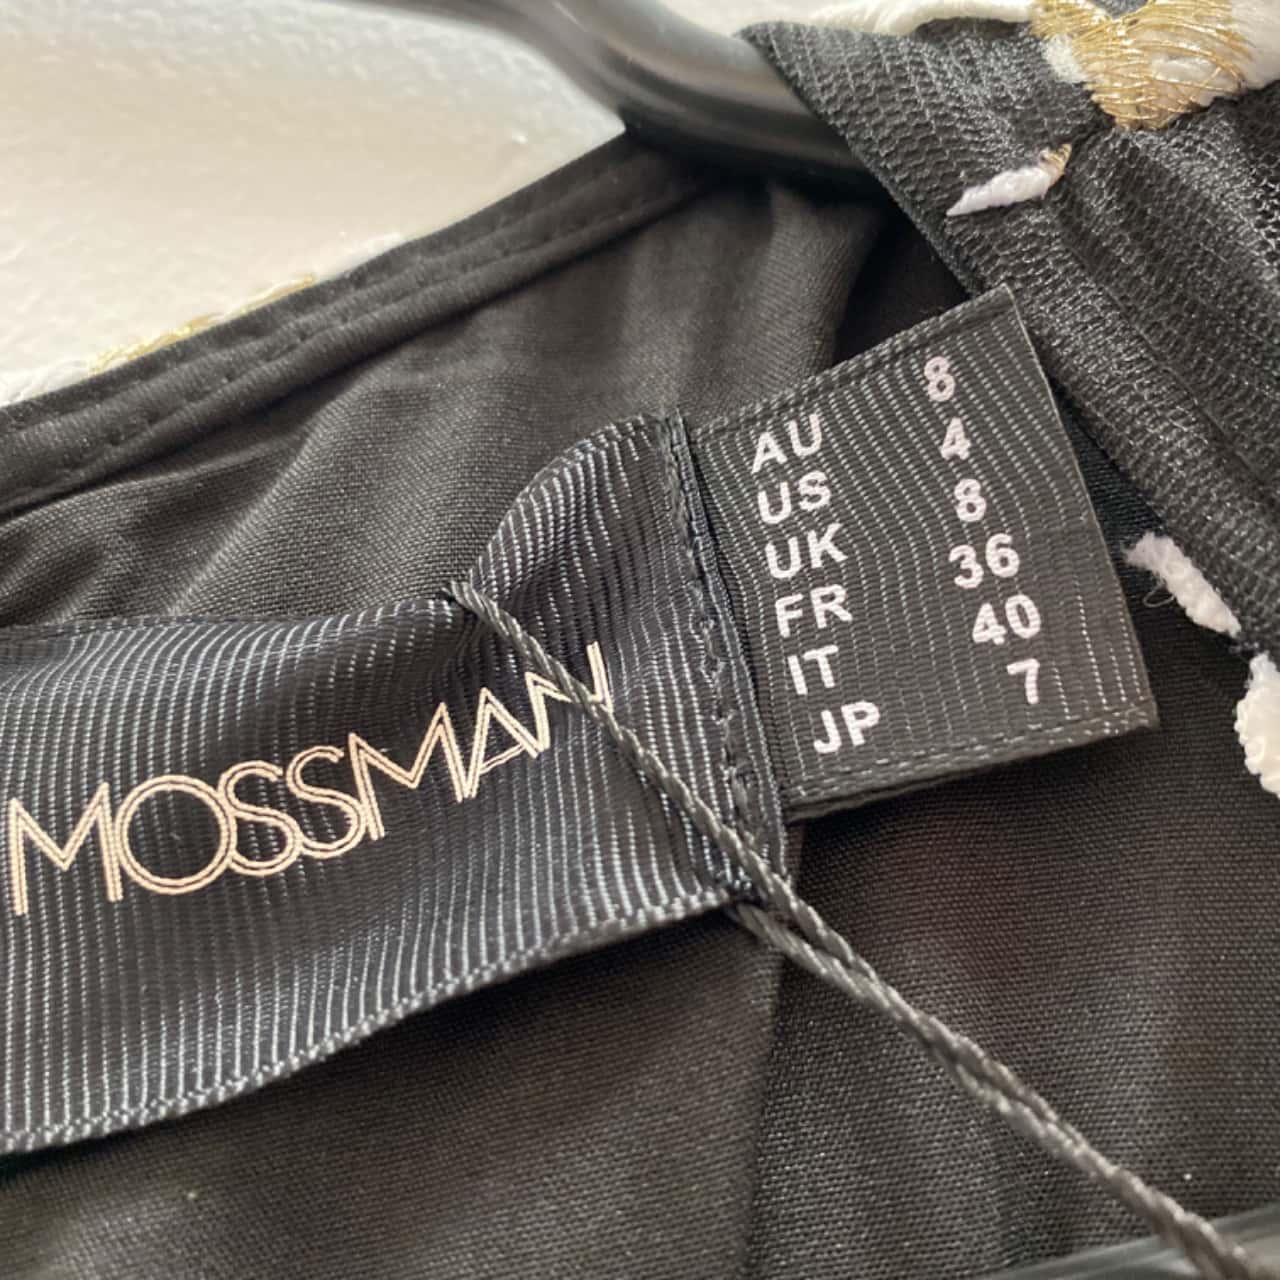 MOSSMAN
AU 8
US 4
UK 8
FR 36
IT 40
JP 7